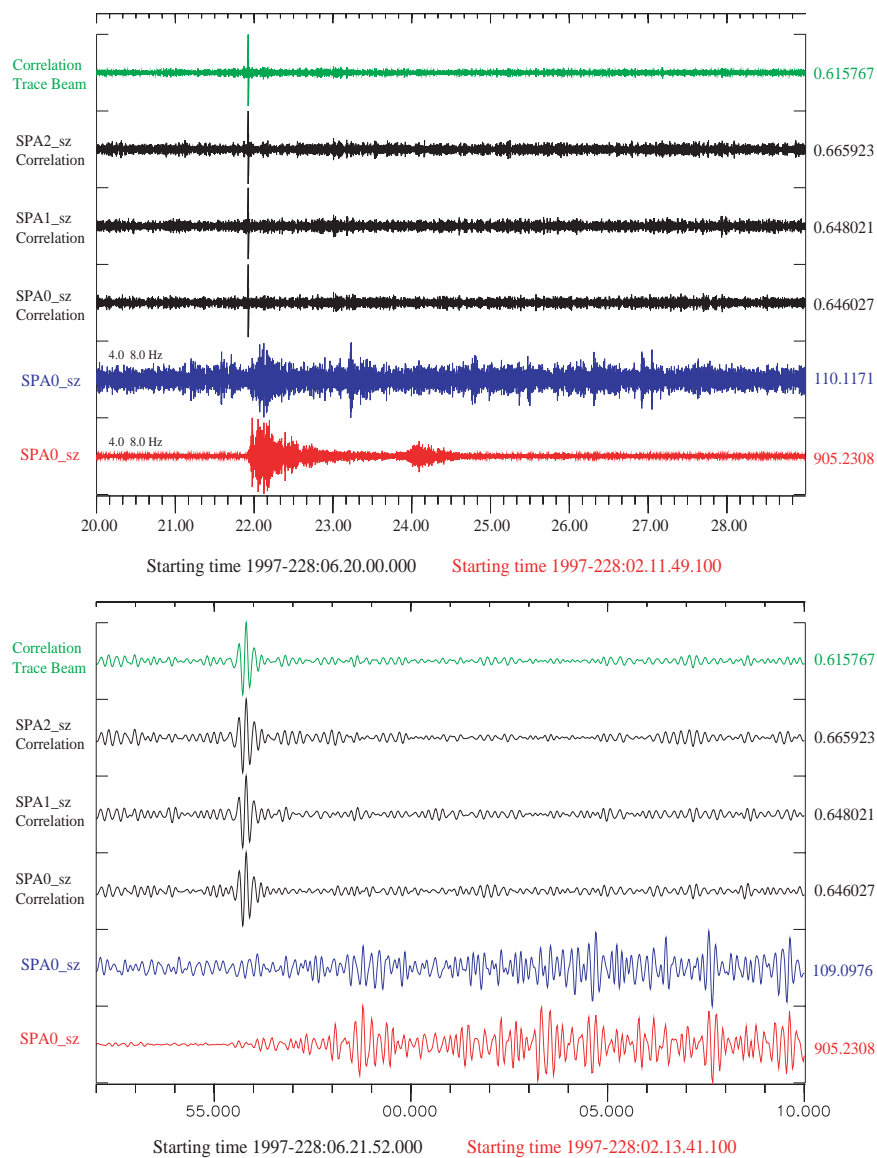 Correlation
Trace Beam
0.615767
SPA2_sz
Correlation
0.665923
SPA1_sz
Correlation
0.648021
SPA0_sz
Correlation
0.646027
4.0 8.0 Hz
SPA0_sz
110.1171
4.0 8.0 Hz
SPA0_sz
905.2308
20.00 21.00 22.00 23.00 24.00 25.00 26.00 27.00 28.00
Starting time 1997-228:06.20.00.000 Starting time 1997-228:02.11.49.100
Correlation
Trace Beam
0.615767
SPA2_sz
Correlation
0.665923
SPA1_sz
Correlation
0.648021
SPA0_sz
Correlation
0.646027
SPA0_sz
109.0976
SPA0_sz
905.2308
55.000 00.000 05.000 10.000
Starting time 1997-228:06.21.52.000 Starting time 1997-228:02.13.41.100